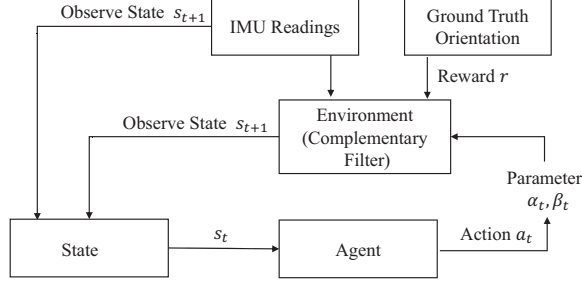 Observe State s_{t+1}
IMU Readings
Ground Truth
Orientation
Reward r
Observe State s_{t+1}
Environment
(Complementary
Filter)
Parameter
α_t, β_t
State
s_t
Agent
Action a_t